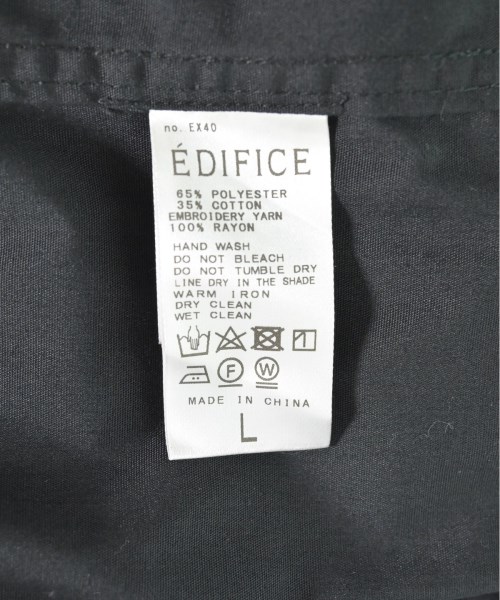 no. EX40
ÉDIFICE
65% POLYESTER
35% COTTON
EMBROIDERY YARN
100% RAYON
HAND WASH
DO NOT BLEACH
DO NOT TUMBLE DRY
LINE DRY IN THE SHADE
WARM IRON
DRY CLEAN
WET CLEAN
F W
MADE IN CHINA
L